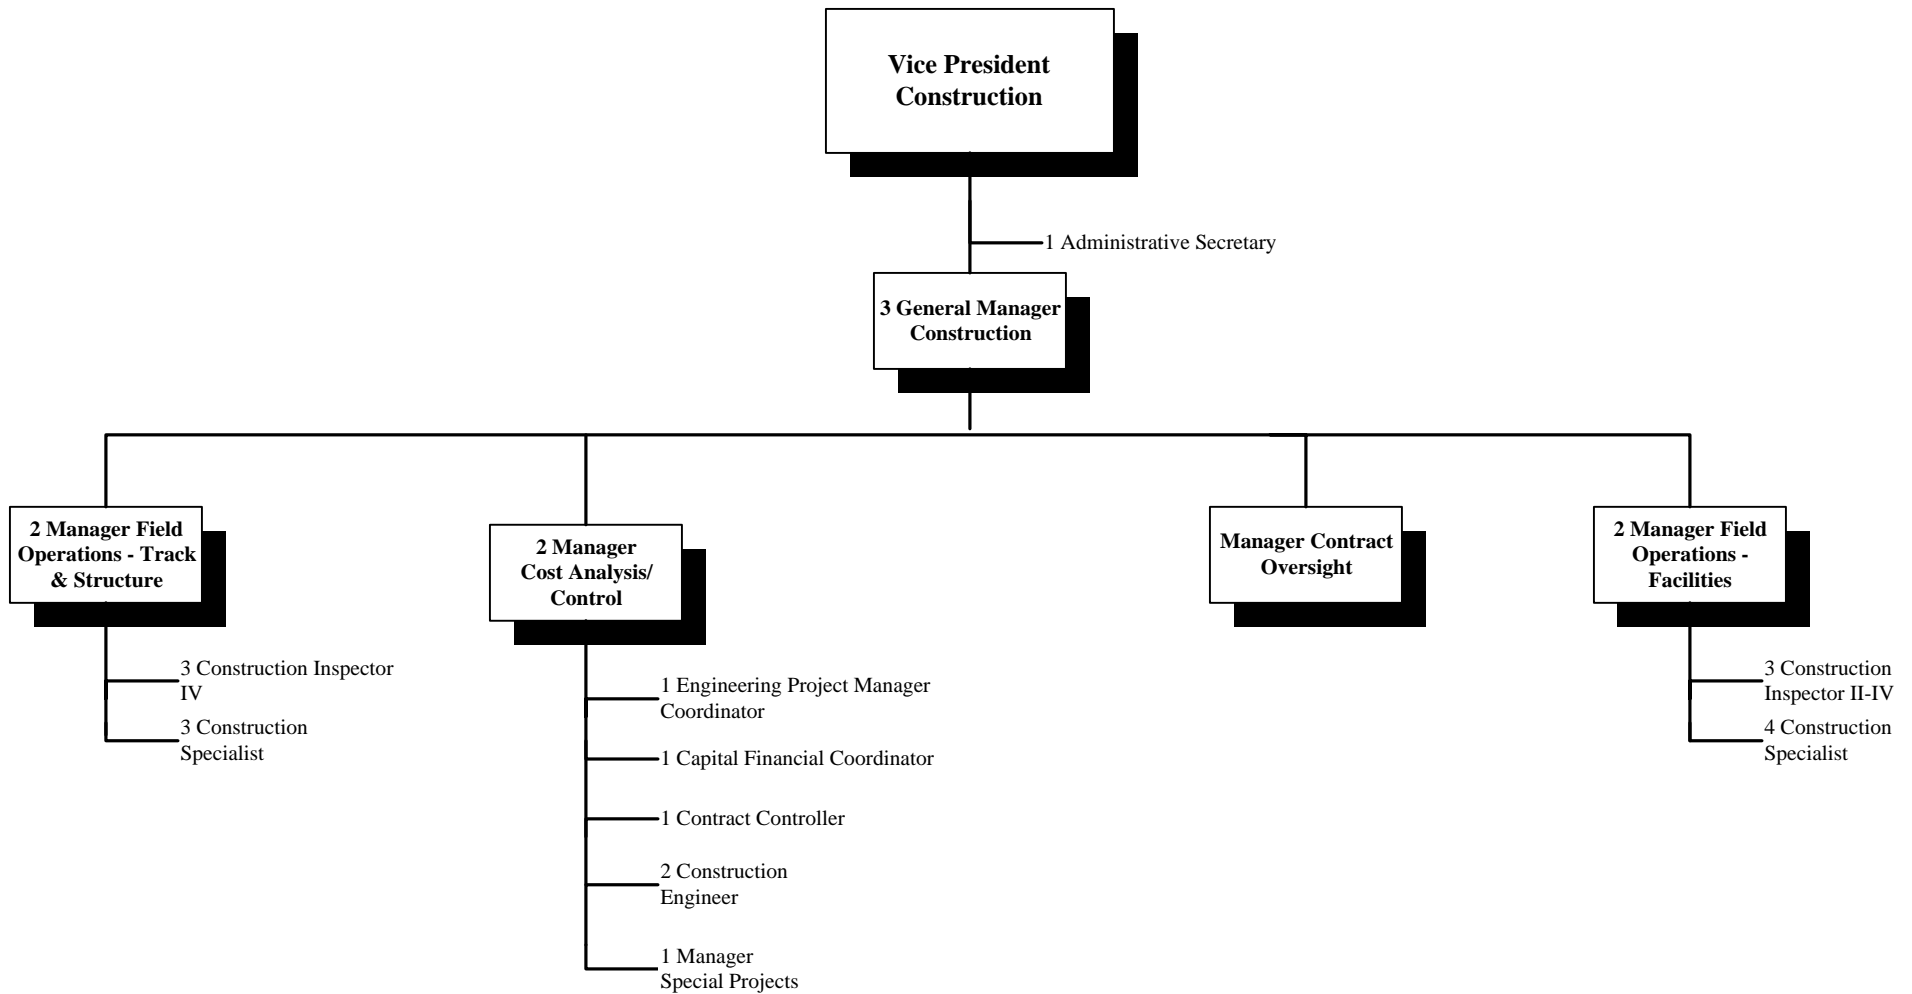 Vice President
Construction
1 Administrative Secretary
3 General Manager
Construction
2 Manager Field
Operations - Track
& Structure
3 Construction Inspector
IV
3 Construction
Specialist
2 Manager
Cost Analysis/
Control
1 Engineering Project Manager
Coordinator
1 Capital Financial Coordinator
1 Contract Controller
2 Construction
Engineer
1 Manager
Special Projects
Manager Contract
Oversight
2 Manager Field
Operations -
Facilities
3 Construction
Inspector II-IV
4 Construction
Specialist